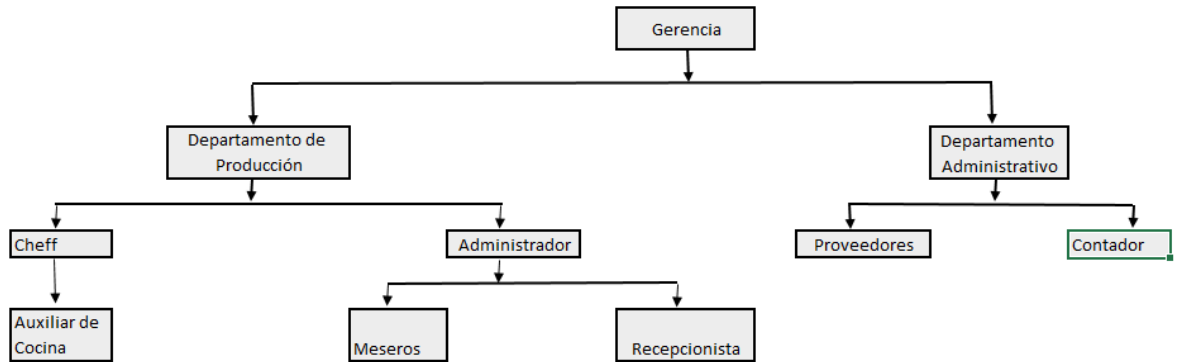 Gerencia
Departamento de
Producción
Departamento
Administrativo
Cheff
Administrador
Proveedores
Contador
Auxiliar de
Cocina
Meseros
Recepcionista